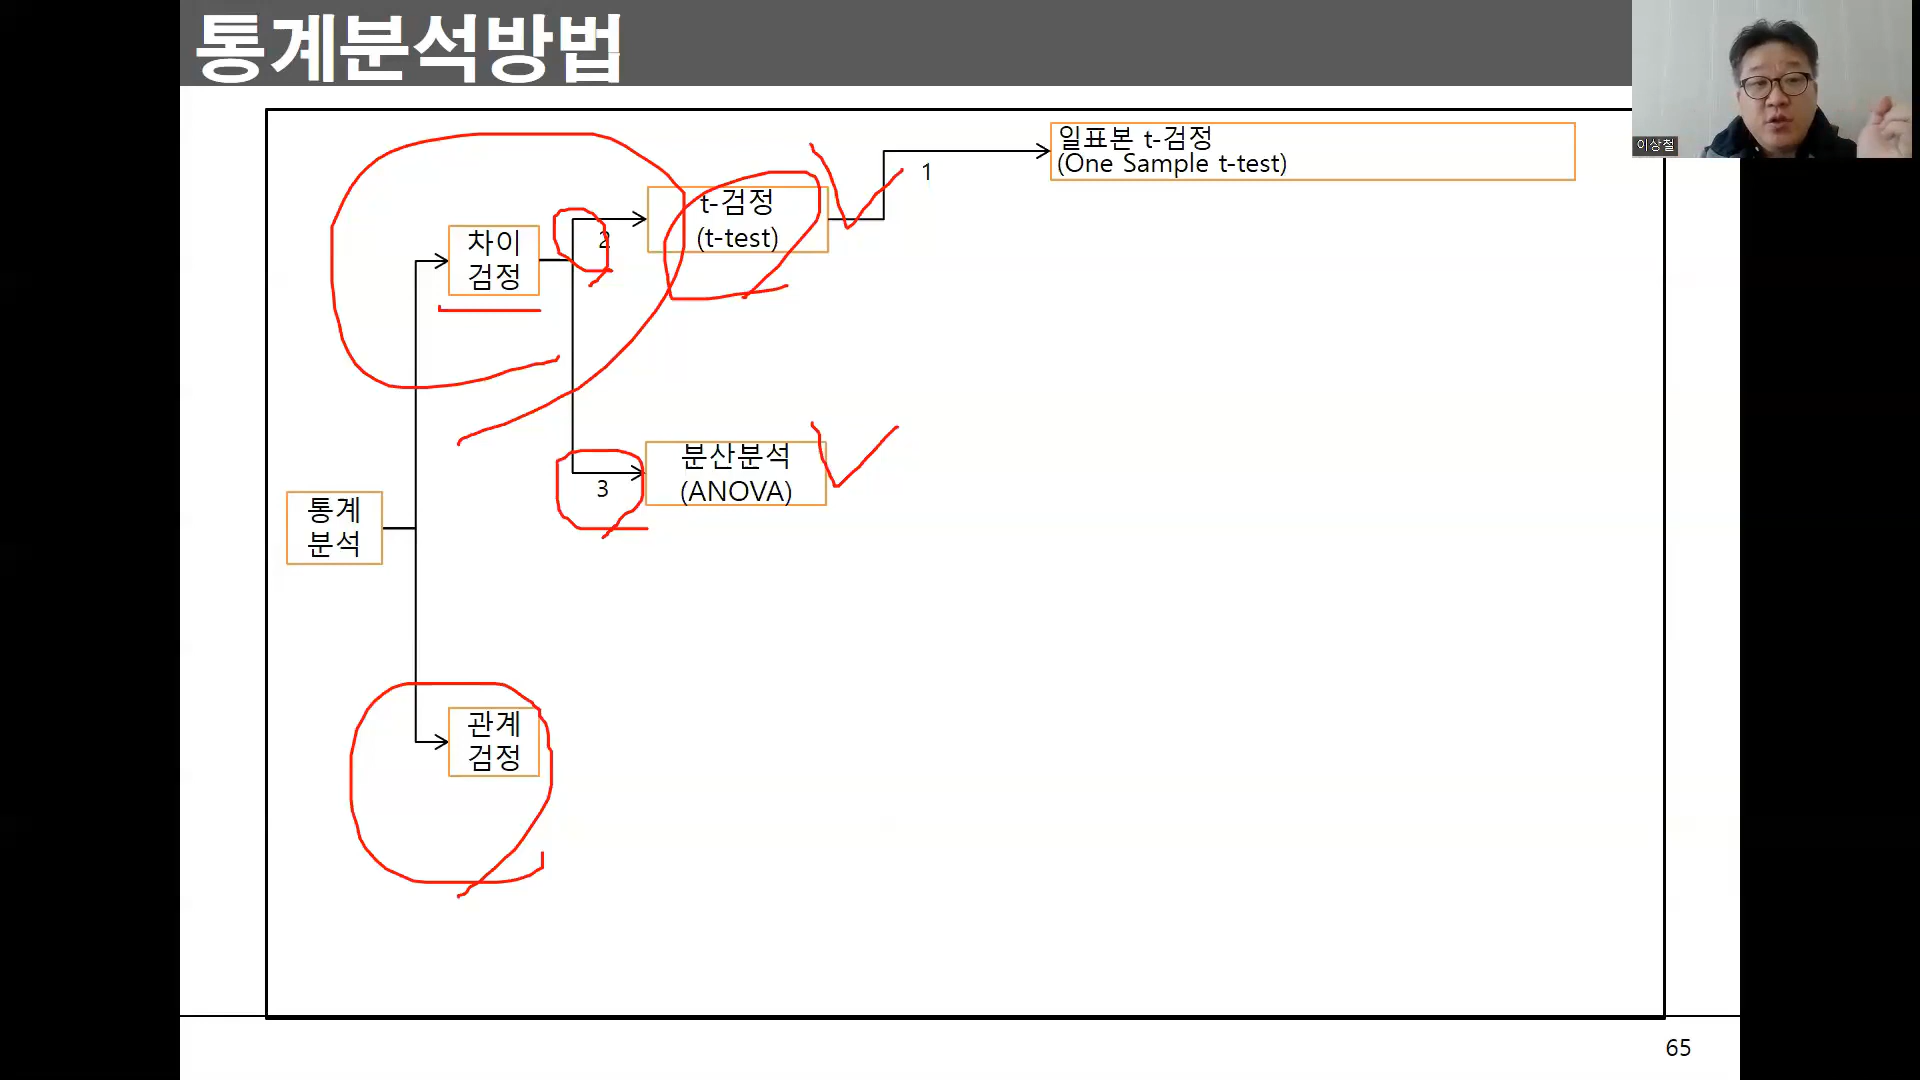 통계분석방법
이상철
일표본 t-검정
(One Sample t-test)
1
t-검정
(t-test)
2
차이
검정
분산분석
(ANOVA)
3
통계
분석
관계
검정
65